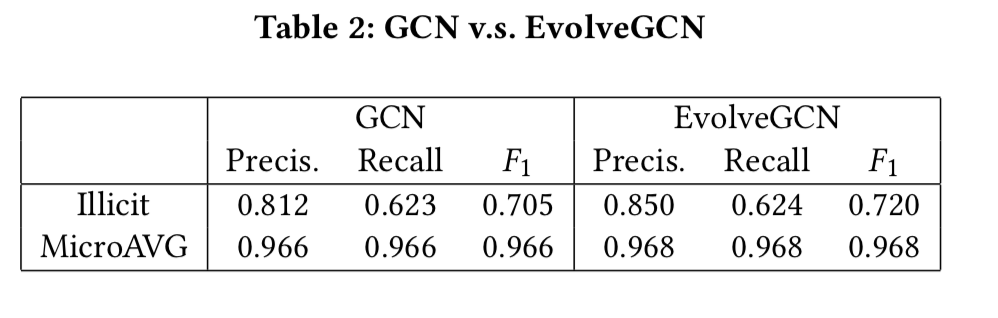 Table 2: GCN v.s. EvolveGCN
GCN EvolveGCN
Precis. Recall F1 Precis. Recall F1
Illicit 0.812 0.623 0.705 0.850 0.624 0.720
MicroAVG 0.966 0.966 0.966 0.968 0.968 0.968